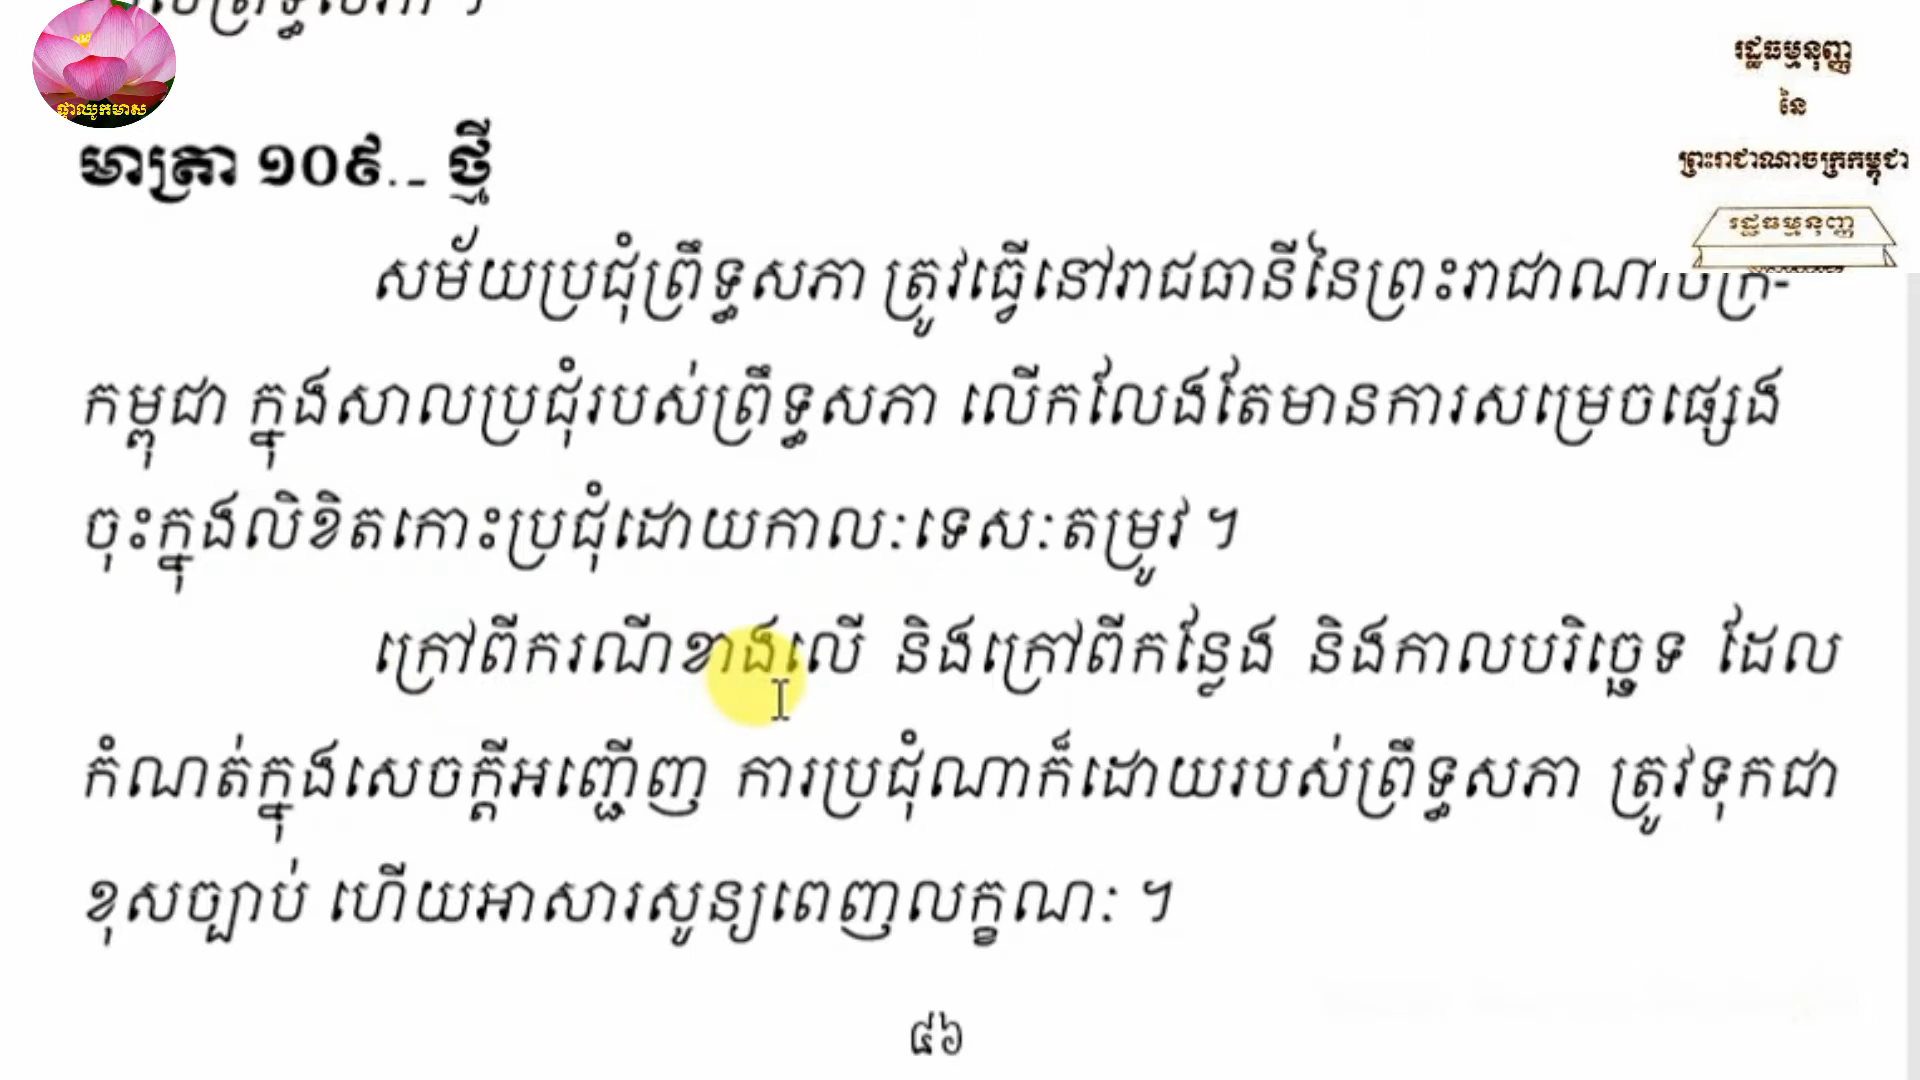 ផ្កាឈូកមាស
រដ្ឋធម្មនុញ្ញ
នៃ
ព្រះរាជាណាចក្រកម្ពុជា
រដ្ឋធម្មនុញ្ញ
មាត្រា ១០៩._ ថ្មី
សម័យប្រជុំព្រឹទ្ធសភា ត្រូវធ្វើនៅរាជធានីនៃព្រះរាជាណាចក្រ-
កម្ពុជា ក្នុងសាលប្រជុំរបស់ព្រឹទ្ធសភា លើកលែងតែមានការសម្រេចផ្សេង
ចុះក្នុងលិខិតកោះប្រជុំដោយកាលៈទេសៈតម្រូវ ។
ក្រៅពីករណីខាងលើ និងក្រៅពីកន្លែង និងកាលបរិច្ឆេទ ដែល
កំណត់ក្នុងសេចក្តីអញ្ជើញ ការប្រជុំណាក៏ដោយរបស់ព្រឹទ្ធសភា ត្រូវទុកជា
ខុសច្បាប់ ហើយអាសារសូន្យពេញលក្ខណៈ ។
៨៦